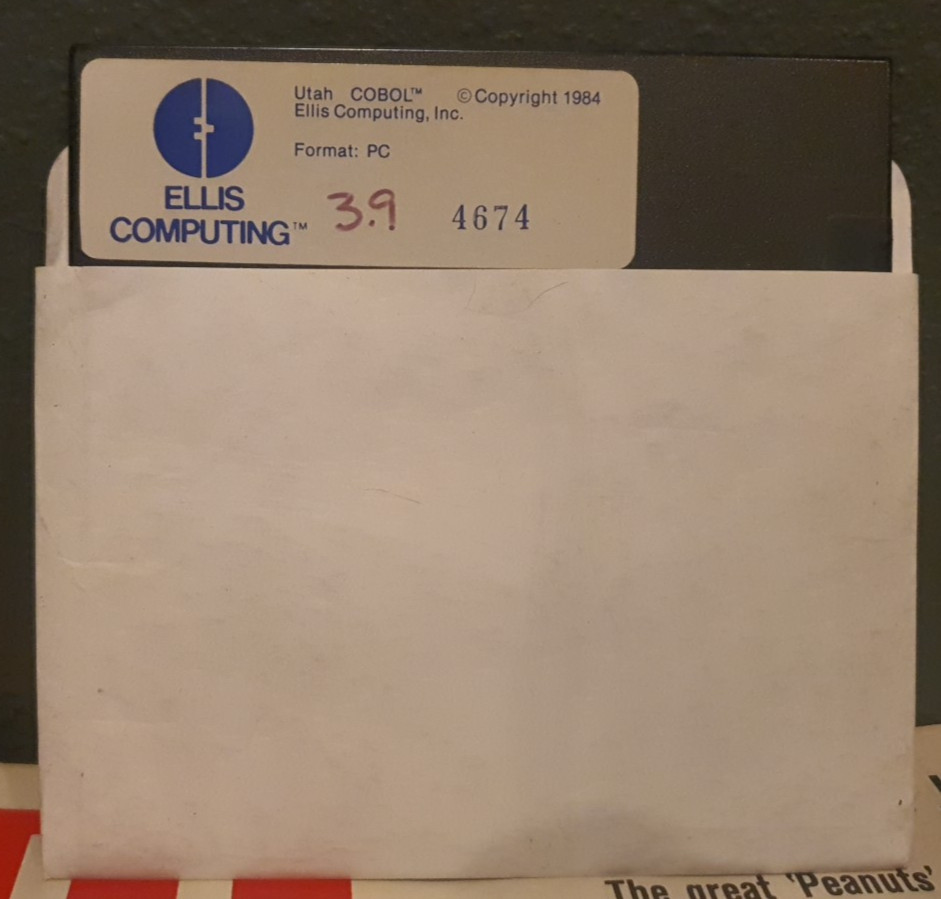 Utah COBOL™ © Copyright 1984
Ellis Computing, Inc.
Format: PC
ELLIS
COMPUTING™
3.9 4674
The great 'Peanuts'